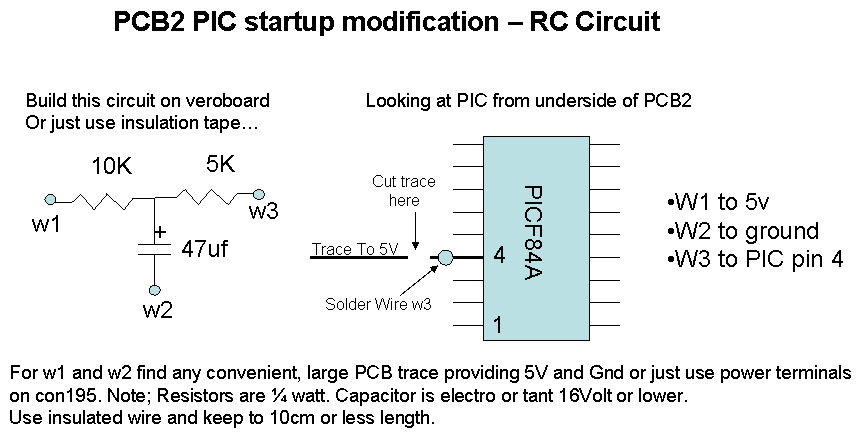 PCB2 PIC startup modification – RC Circuit
Build this circuit on veroboard
Or just use insulation tape…
Looking at PIC from underside of PCB2
10K
5K
w1
w3
+
47uf
w2
Cut trace
here
Trace To 5V
Solder Wire w3
4
1
PICF84A
•W1 to 5v
•W2 to ground
•W3 to PIC pin 4
For w1 and w2 find any convenient, large PCB trace providing 5V and Gnd or just use power terminals
on con195. Note; Resistors are ¼ watt. Capacitor is electro or tant 16Volt or lower.
Use insulated wire and keep to 10cm or less length.